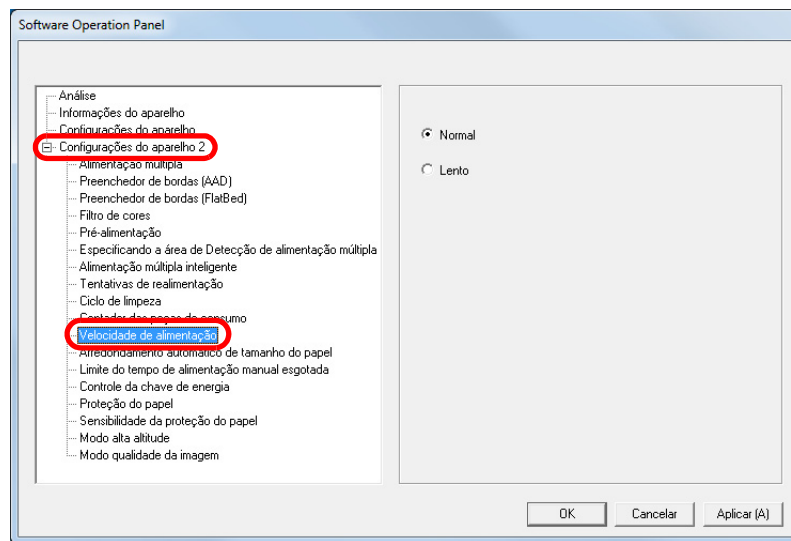 Software Operation Panel
Análise
Informações do aparelho
Configurações do aparelho
Configurações do aparelho 2
Alimentação múltipla
Preenchedor de bordas (AAD)
Preenchedor de bordas (FlatBed)
Filtro de cores
Pré-alimentação
Especificando a área de Detecção de alimentação múltipla
Alimentação múltipla inteligente
Tentativas de realimentação
Ciclo de limpeza
Contador das peças de consumo
Velocidade de alimentação
Arredondamento automático de tamanho do papel
Limite do tempo de alimentação manual esgotada
Controle da chave de energia
Proteção do papel
Sensibilidade da proteção do papel
Modo alta altitude
Modo qualidade da imagem
Normal
Lento
OK
Cancelar
Aplicar (A)